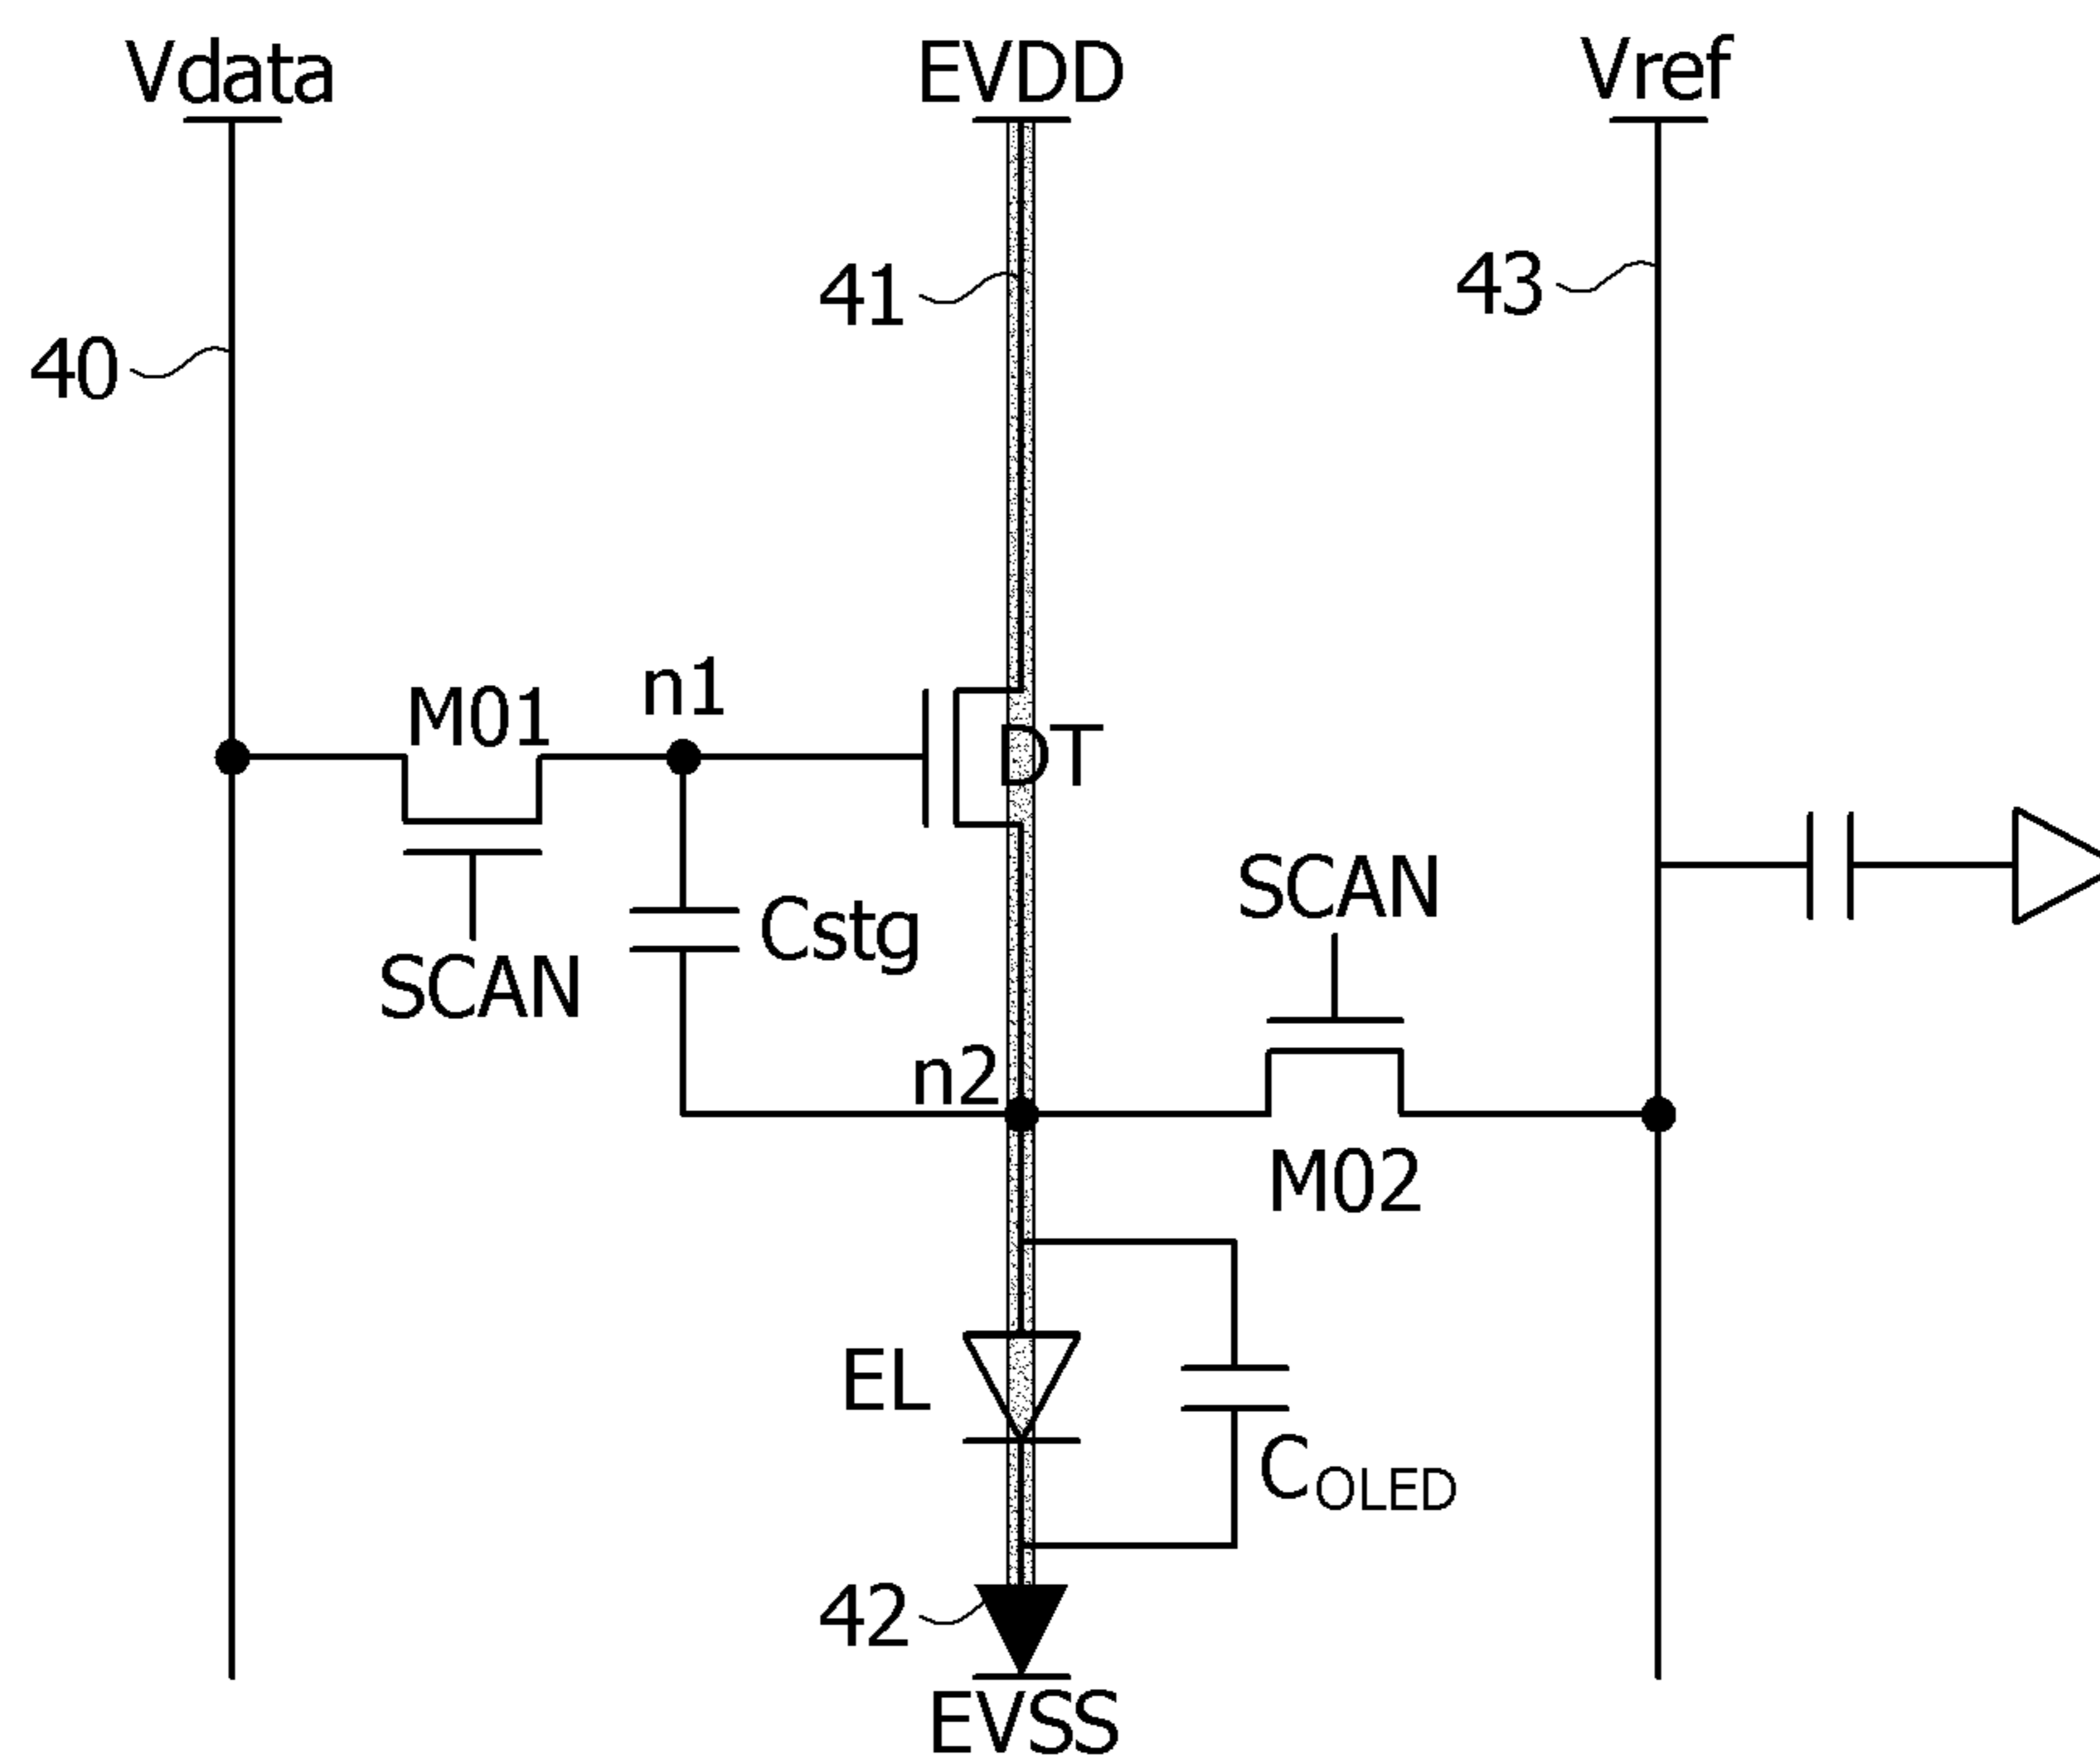 Vdata
EVDD
Vref
41
43
40
n1
M01
DT
SCAN
Cstg
SCAN
n2
M02
EL
COLED
42
EVSS